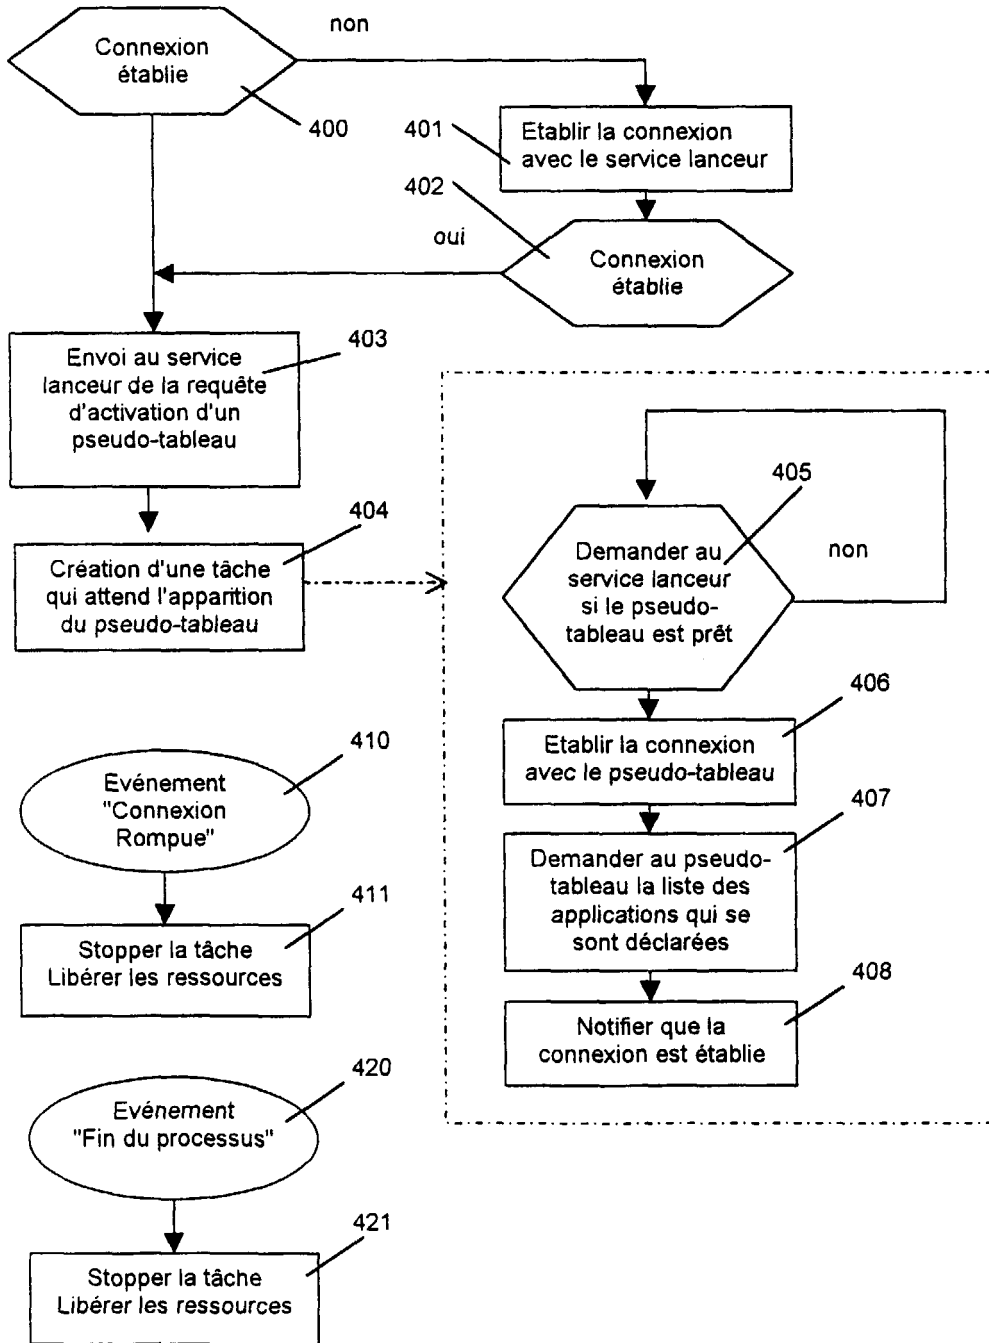 non
Connexion
établie
400
401
Etablir la connexion
avec le service lanceur
402
oui
Connexion
établie
403
Envoi au service
lanceur de la requête
d'activation d'un
pseudo-tableau
404
Création d'une tâche
qui attend l'apparition
du pseudo-tableau
405
Demander au
service lanceur
si le pseudo-
tableau est prêt
non
406
Etablir la connexion
avec le pseudo-tableau
407
Demander au pseudo-
tableau la liste des
applications qui se
sont déclarées
408
Notifier que la
connexion est établie
410
Evénement
"Connexion
Rompue"
411
Stopper la tâche
Libérer les ressources
420
Evénement
"Fin du processus"
421
Stopper la tâche
Libérer les ressources